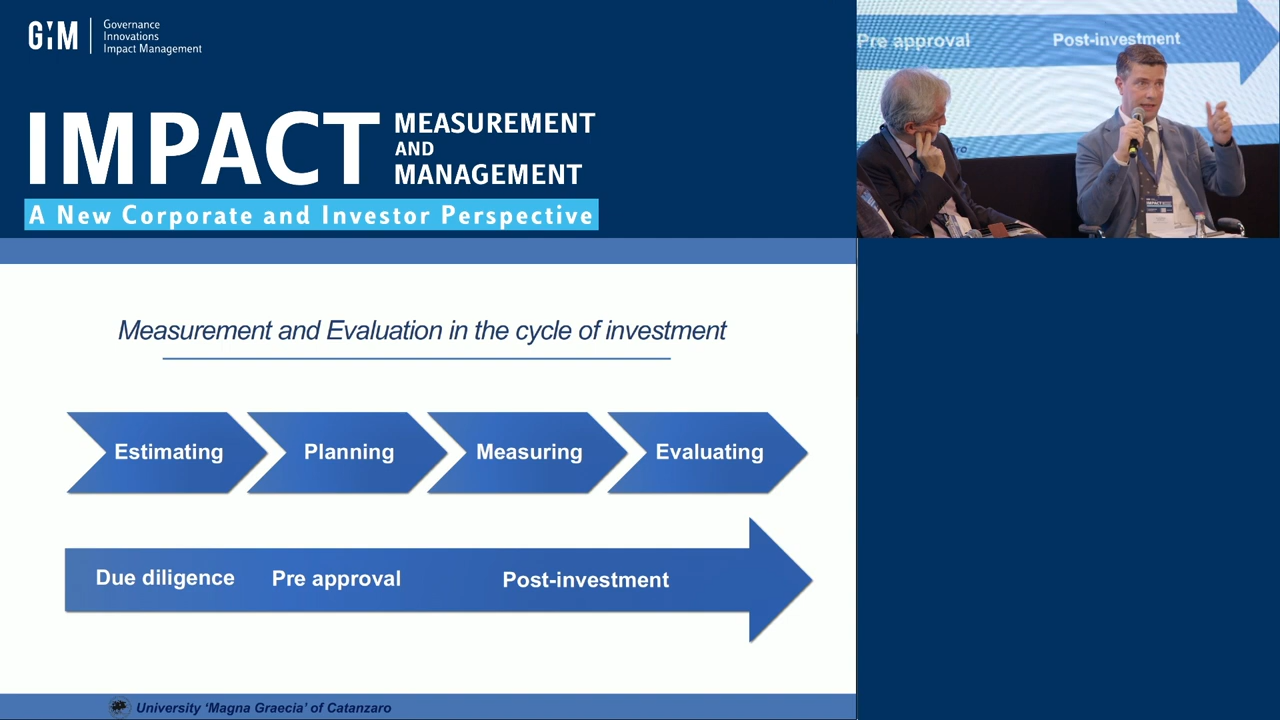 GIM
Governance
Innovations
Impact Management
IMPACT
MEASUREMENT
AND
MANAGEMENT
A New Corporate and Investor Perspective
Measurement and Evaluation in the cycle of investment
Estimating
Planning
Measuring
Evaluating
Due diligence
Pre approval
Post-investment
University ‘Magna Graecia’ of Catanzaro
Pre approval
Post-investment